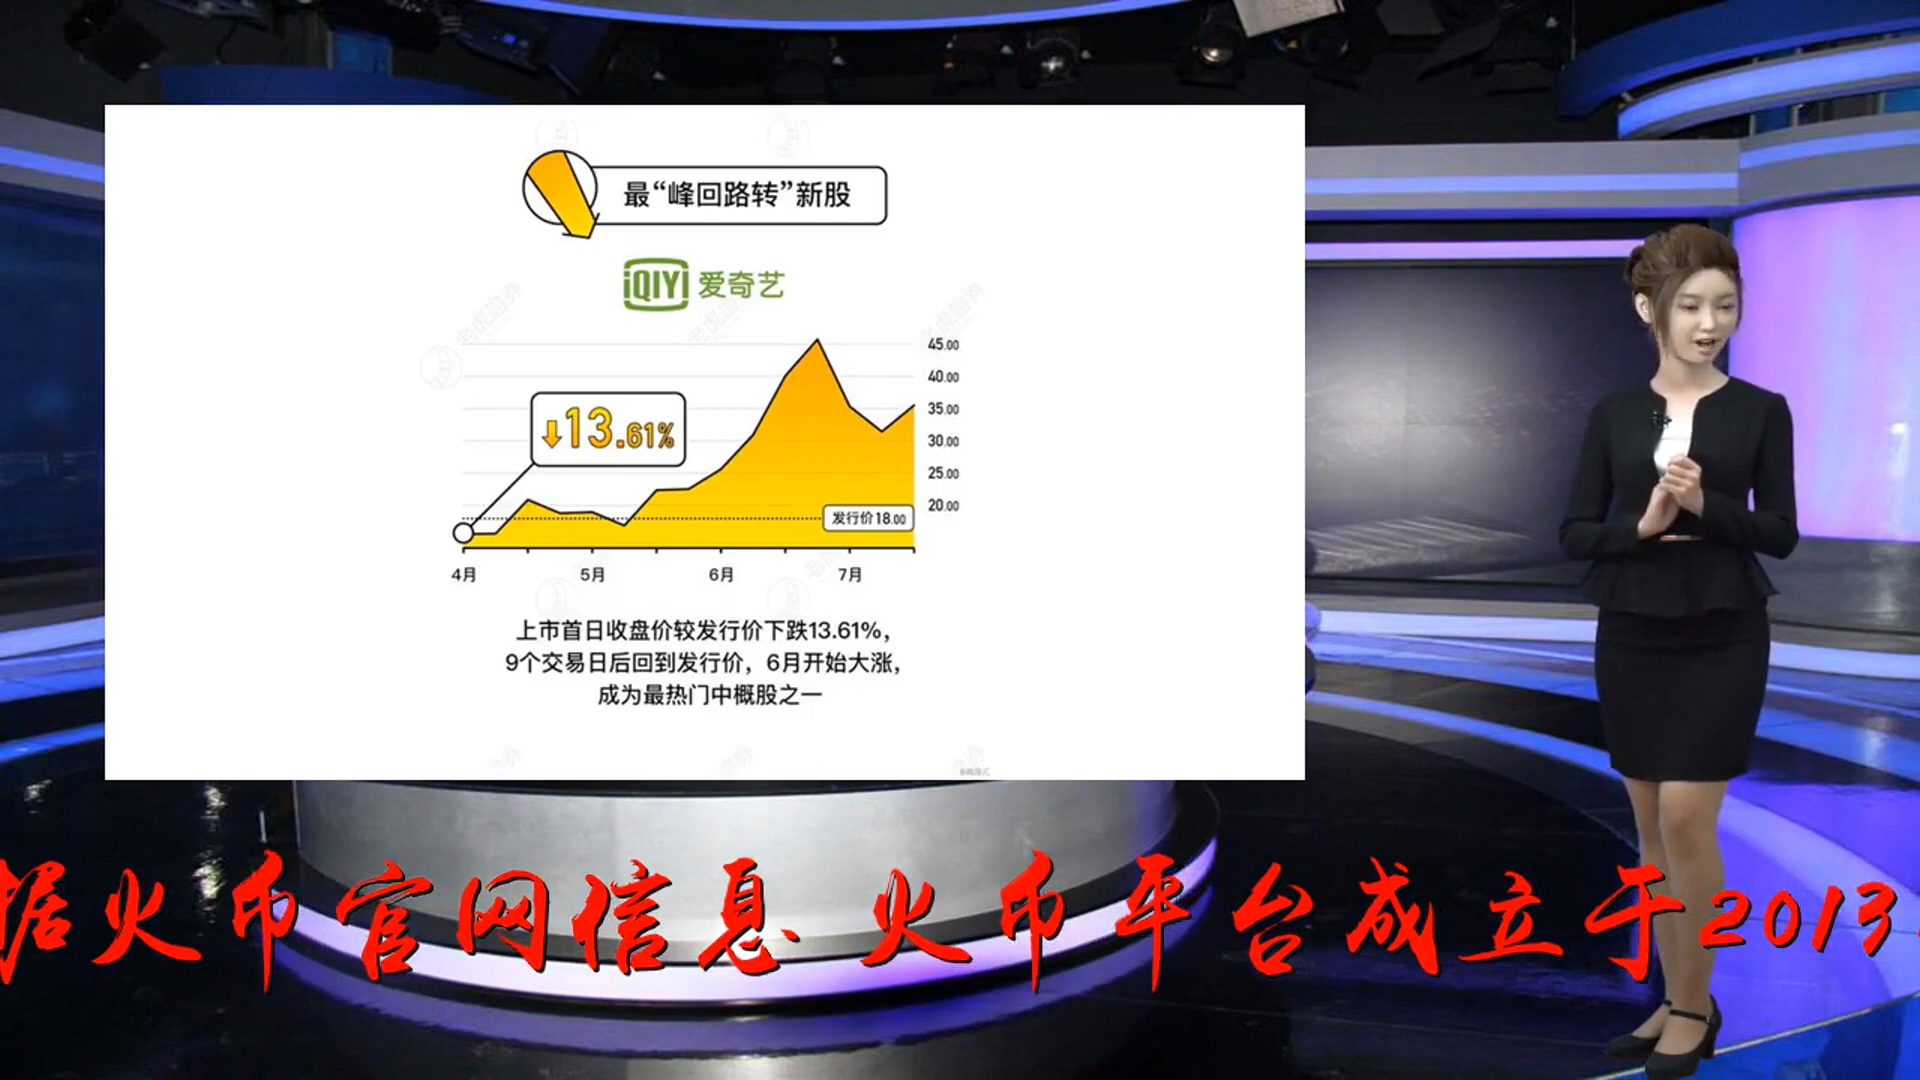 最“峰回路转”新股
iQIYI 爱奇艺
45.00
40.00
↓13.61%
35.00
30.00
25.00
20.00
发行价18.00
4月 5月 6月 7月
上市首日收盘价较发行价下跌13.61%，
9个交易日后回到发行价，6月开始大涨，
成为最热门中概股之一
据火币官网信息 火币平台成立于2013